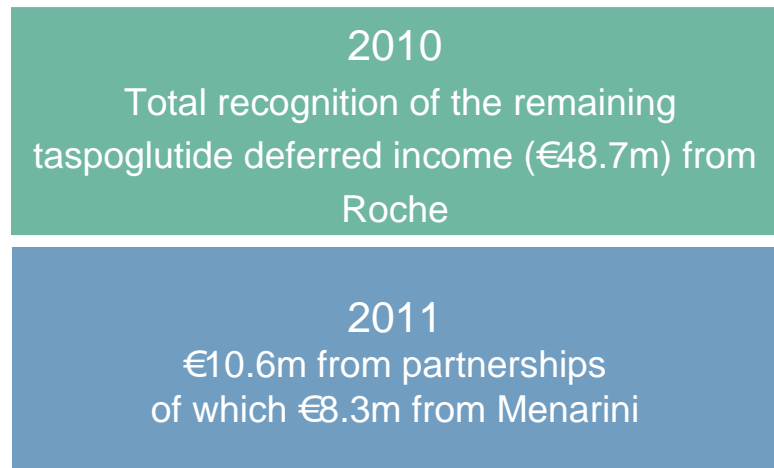 2010
Total recognition of the remaining
taspoglutide deferred income (€48.7m) from
Roche
2011
€10.6m from partnerships
of which €8.3m from Menarini